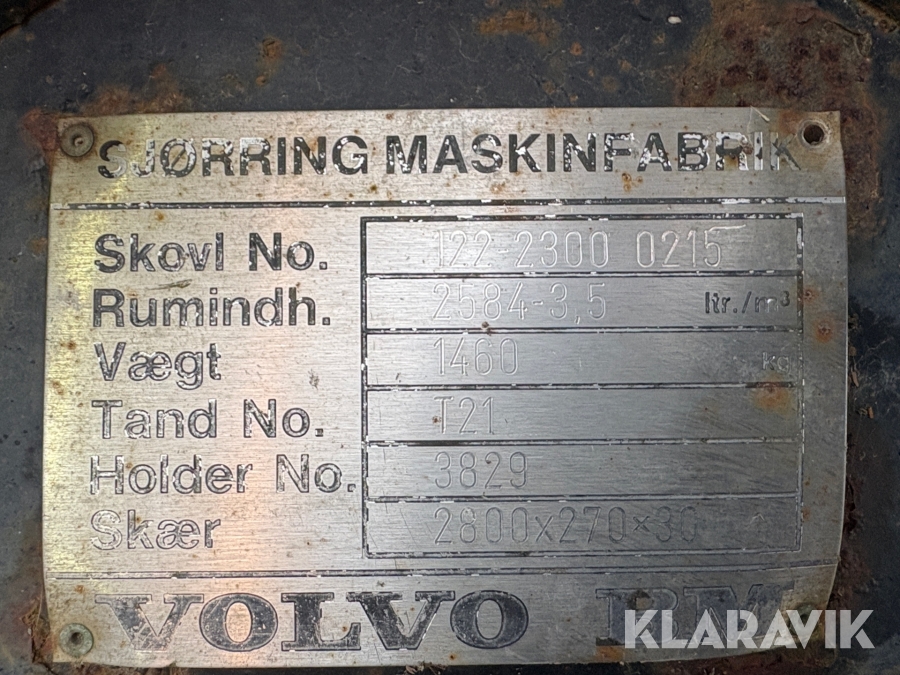 SJØRRING MASKINFABRIK
Skovl No. 122-2300 0215
Rumindh. 2584-3,5 ltr./m³
Vægt 1460 kg
Tand No. T21
Holder No. 3829
Skær 2800x270x30
VOLVO BM
KLARAVIK